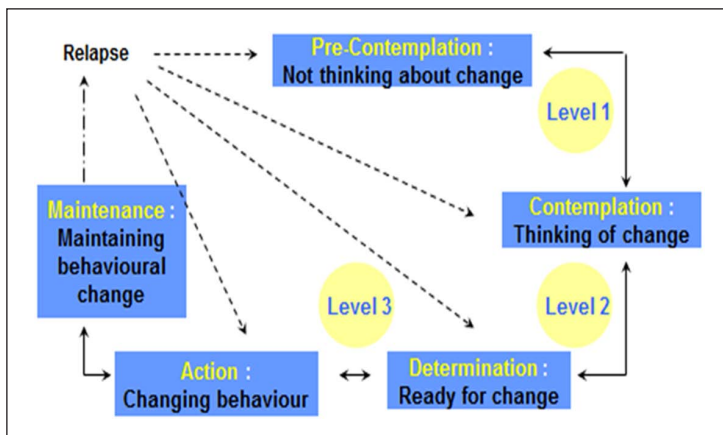 Relapse
Pre-Contemplation :
Not thinking about change
Level 1
Maintenance :
Maintaining
behavioural
change
Contemplation :
Thinking of change
Level 3
Level 2
Action :
Changing behaviour
Determination :
Ready for change